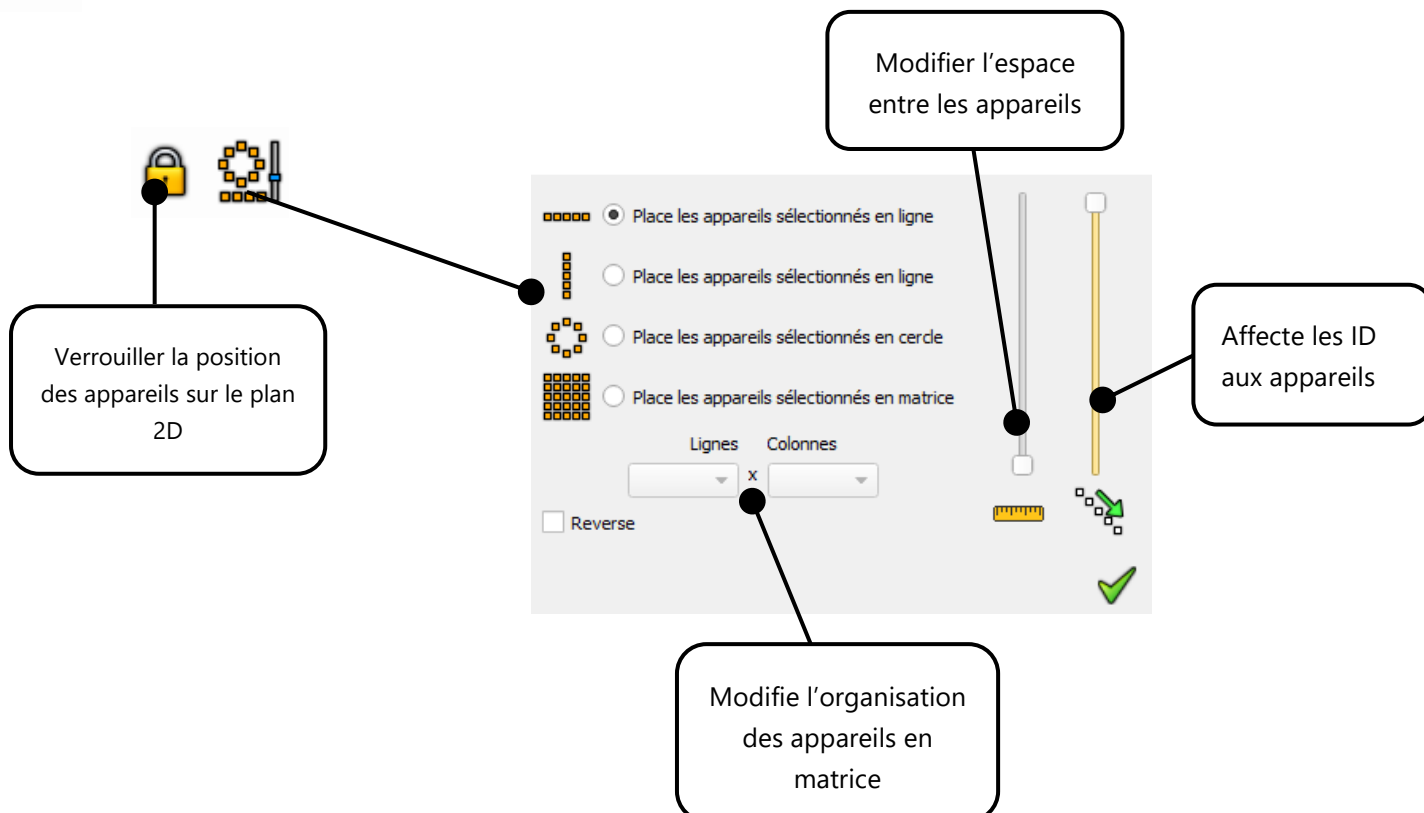 Modifier l’espace
entre les appareils
Place les appareils sélectionnés en ligne
Place les appareils sélectionnés en ligne
Place les appareils sélectionnés en cercle
Place les appareils sélectionnés en matrice
Lignes Colonnes
x
Reverse
Verrouiller la position
des appareils sur le plan
2D
Affecte les ID
aux appareils
Modifie l’organisation
des appareils en
matrice